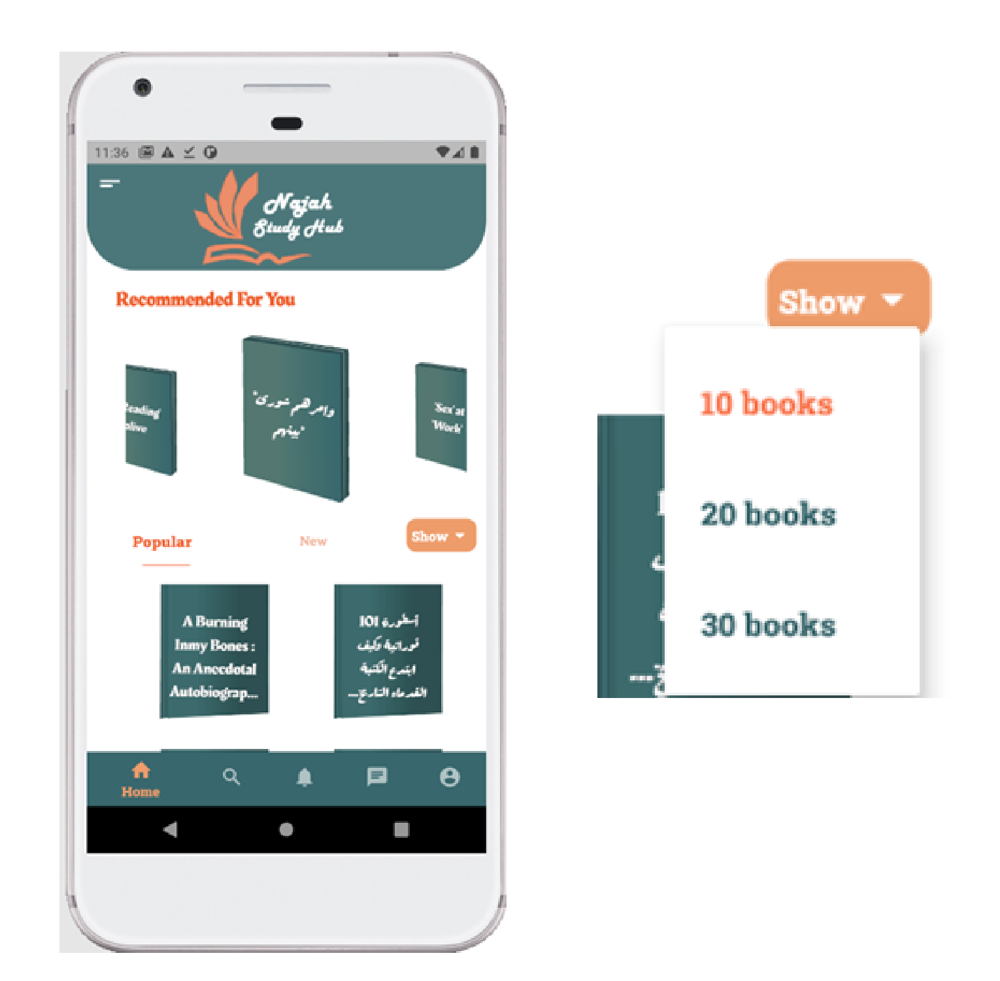 11:36
Najah
Study Hub
Recommended For You
Reading'
alive
"وامرهم شورى
بينهم"
'Sex' at
'Work'
Popular
New
Show
A Burning
Inmy Bones :
An Anecdotal
Autobiograp...
101 أسطورة
توراتية وكيف
ابتدع الكتبة
القدماء التاريخ...
Home
Show
10 books
20 books
30 books